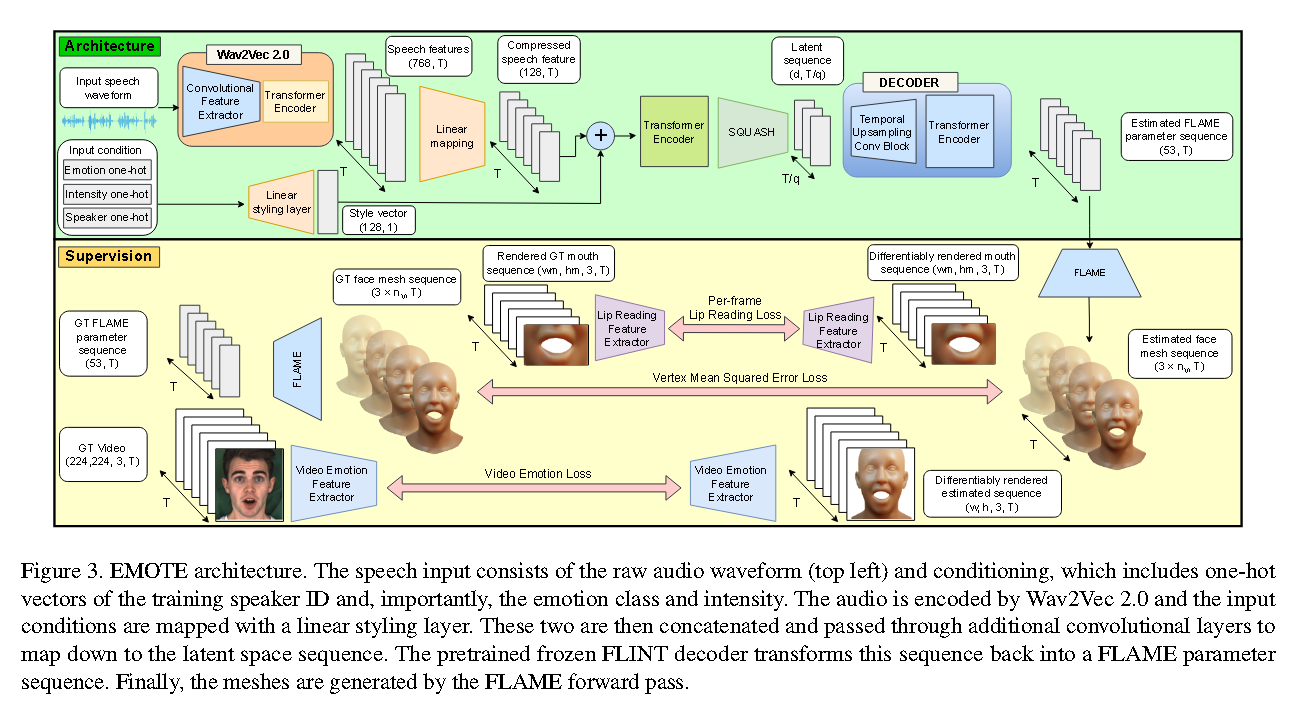 Architecture
Input speech
waveform
Wav2Vec 2.0
Convolutional
Feature
Extractor
Transformer
Encoder
Speech features
(768, T)
T
Linear
mapping
Compressed
speech feature
(128, T)
T
+
Transformer
Encoder
SQUASH
Latent
sequence
(d, T/q)
T/q
DECODER
Temporal
Upsampling
Conv Block
Transformer
Encoder
T
Estimated FLAME
parameter sequence
(53, T)
Input condition
Emotion one-hot
Intensity one-hot
Speaker one-hot
Linear
styling layer
Style vector
(128, 1)
Supervision
GT FLAME
parameter
sequence
(53, T)
T
FLAME
GT face mesh sequence
(3 × nᵥ, T)
Rendered GT mouth
sequence (wm, hm, 3, T)
T
Lip Reading
Feature
Extractor
Per-frame
Lip Reading Loss
Lip Reading
Feature
Extractor
Differentiably rendered mouth
sequence (wm, hm, 3, T)
T
FLAME
Estimated face
mesh sequence
(3 × nᵥ, T)
T
Vertex Mean Squared Error Loss
GT Video
(224,224, 3, T)
T
Video Emotion
Feature
Extractor
Video Emotion Loss
Video Emotion
Feature
Extractor
T
Differentiably rendered
estimated sequence
(w, h, 3, T)
Figure 3. EMOTE architecture. The speech input consists of the raw audio waveform (top left) and conditioning, which includes one-hot
vectors of the training speaker ID and, importantly, the emotion class and intensity. The audio is encoded by Wav2Vec 2.0 and the input
conditions are mapped with a linear styling layer. These two are then concatenated and passed through additional convolutional layers to
map down to the latent space sequence. The pretrained frozen FLINT decoder transforms this sequence back into a FLAME parameter
sequence. Finally, the meshes are generated by the FLAME forward pass.